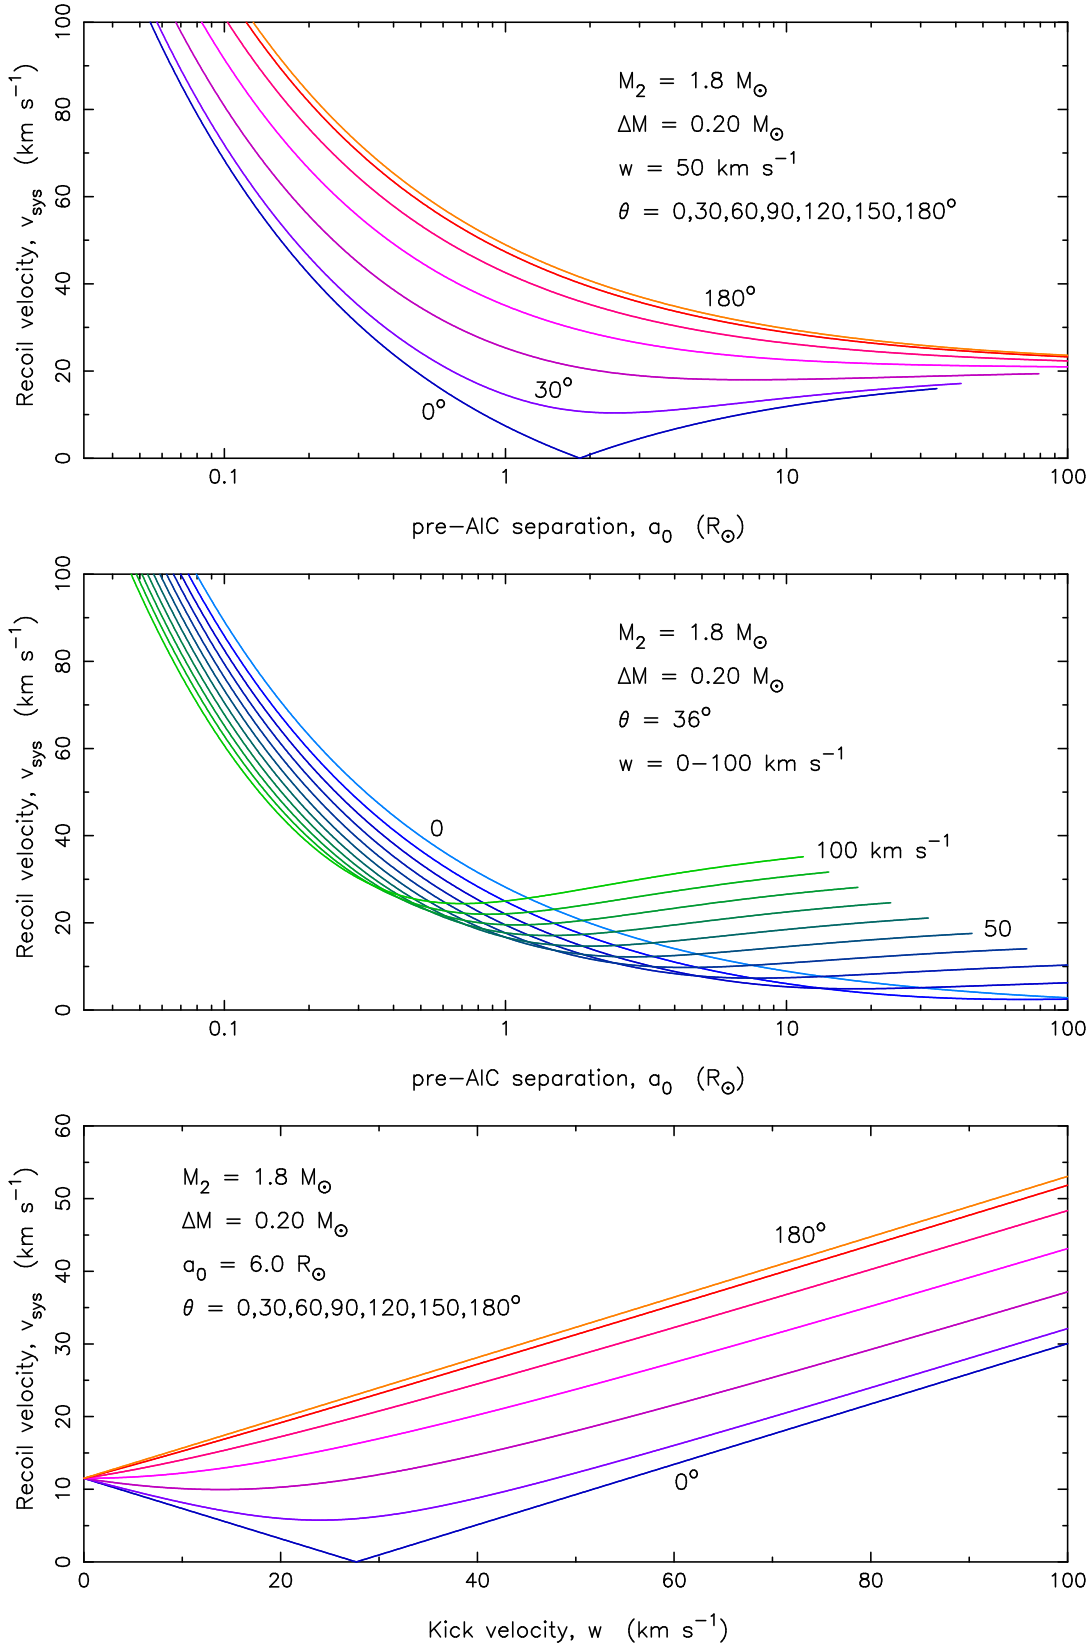 100
80
60
40
20
0
Recoil velocity, v_sys (km s⁻¹)
M₂ = 1.8 M⊙
ΔM = 0.20 M⊙
w = 50 km s⁻¹
θ = 0,30,60,90,120,150,180°
180°
30°
0°
0.1 1 10 100
pre−AIC separation, a₀ (R⊙)
100
80
60
40
20
0
Recoil velocity, v_sys (km s⁻¹)
M₂ = 1.8 M⊙
ΔM = 0.20 M⊙
θ = 36°
w = 0−100 km s⁻¹
0
100 km s⁻¹
50
0.1 1 10 100
pre−AIC separation, a₀ (R⊙)
60
50
40
30
20
10
0
Recoil velocity, v_sys (km s⁻¹)
M₂ = 1.8 M⊙
ΔM = 0.20 M⊙
a₀ = 6.0 R⊙
θ = 0,30,60,90,120,150,180°
180°
0°
0 20 40 60 80 100
Kick velocity, w (km s⁻¹)